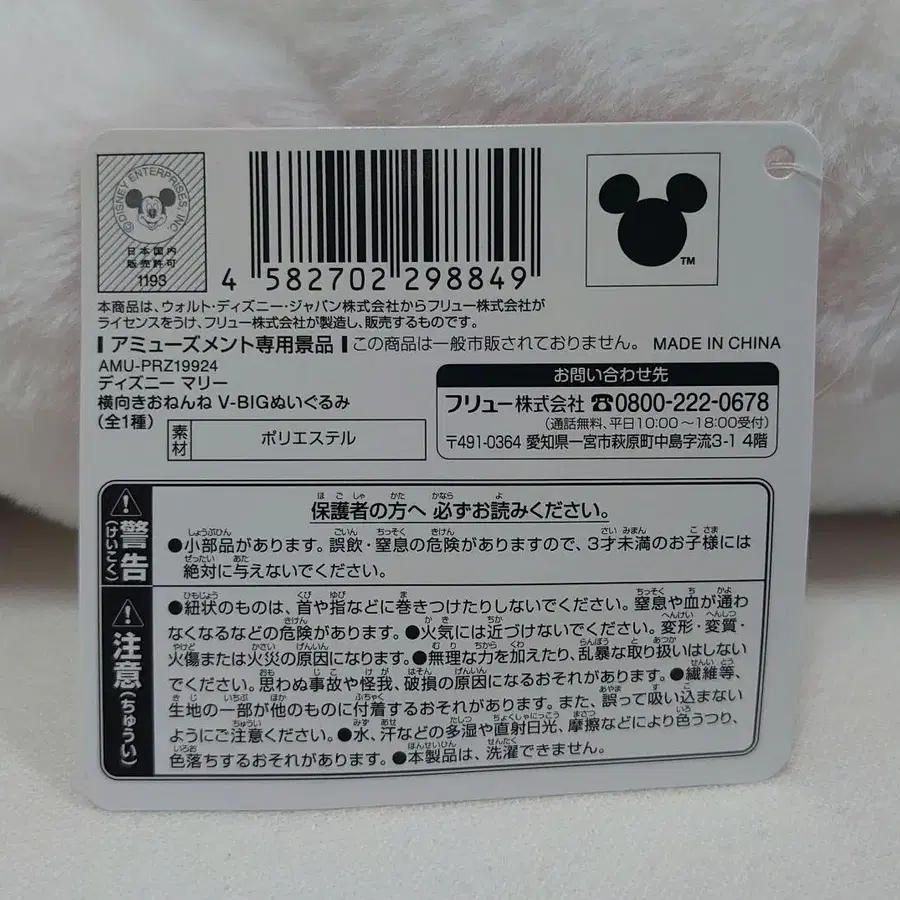 ©DISNEY ENTERPRISES, INC.
日本国内
販売許可
1193
4 582702 298849
TM
本商品は、ウォルト・ディズニー・ジャパン株式会社からフリュー株式会社が
ライセンスをうけ、フリュー株式会社が製造し、販売するものです。
アミューズメント専用景品 この商品は一般市販されておりません。 MADE IN CHINA
AMU-PRZ19924
ディズニー マリー
横向きおねんね V-BIGぬいぐるみ
(全1種)
素材 ポリエステル
お問い合わせ先
フリュー株式会社 ☎0800-222-0678
(通話無料、平日10:00~18:00受付)
〒491-0364 愛知県一宮市萩原町中島字流3-1 4階
警告(けいこく)
保護者の方へ 必ずお読みください。
●小部品があります。誤飲・窒息の危険がありますので、3才未満のお子様には
絶対に与えないでください。
注意(ちゅうい)
●紐状のものは、首や指などに巻きつけたりしないでください。窒息や血が通わ
なくなるなどの危険があります。●火気には近づけないでください。変形・変質・
火傷または火災の原因になります。●無理な力を加えたり、乱暴な取り扱いはしない
でください。思わぬ事故や怪我、破損の原因になるおそれがあります。●繊維等、
生地の一部が他のものに付着するおそれがあります。また、誤って吸い込まない
ようにご注意ください。●水、汗などの多湿や直射日光、摩擦などにより色うつり、
色落ちするおそれがあります。●本製品は、洗濯できません。